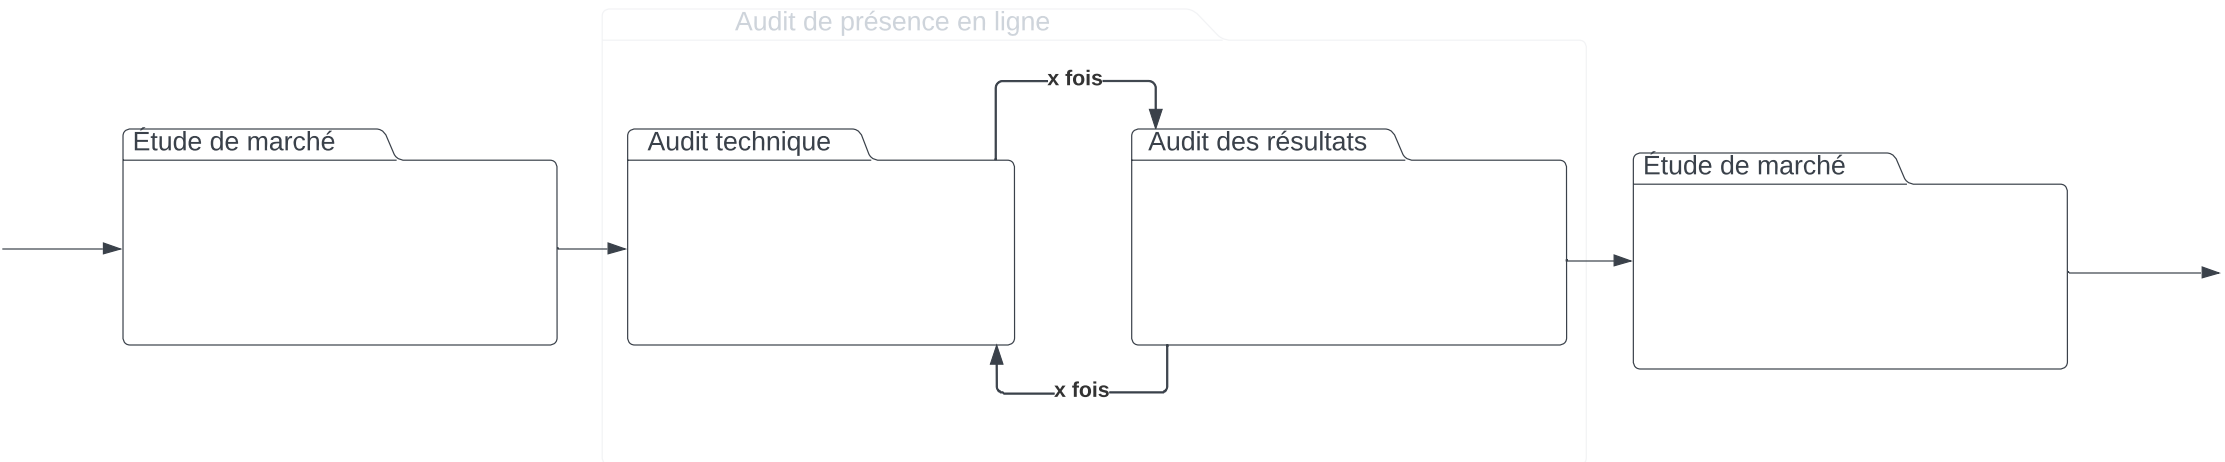 Audit de présence en ligne
x fois
Étude de marché
Audit technique
Audit des résultats
Étude de marché
x fois